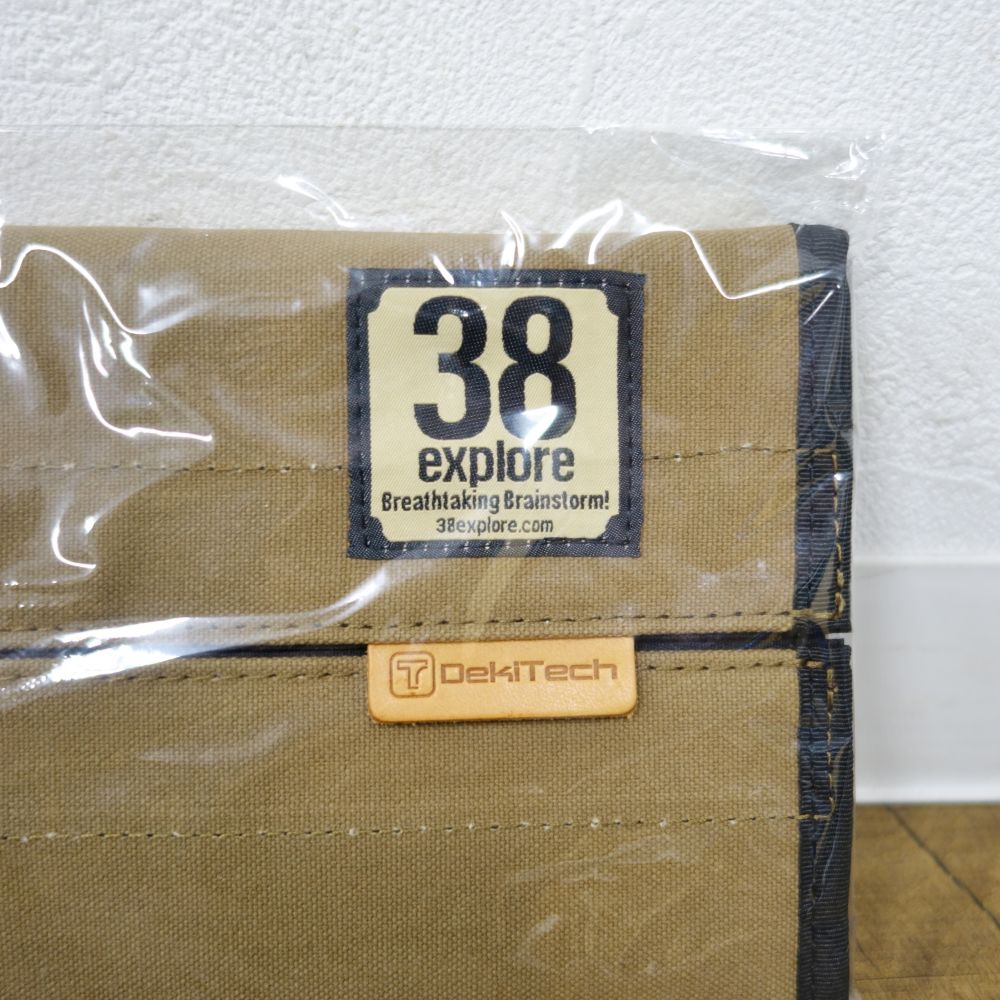 38
explore
Breathtaking Brainstorm!
38explore.com
DekiTech